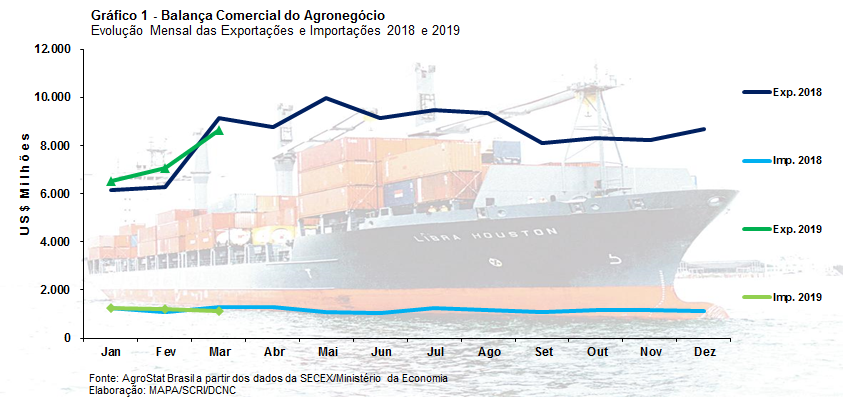 Gráfico 1 - Balança Comercial do Agronegócio
Evolução Mensal das Exportações e Importações 2018 e 2019
US$ Milhões
12.000
10.000
8.000
6.000
4.000
2.000
0
Jan Fev Mar Abr Mai Jun Jul Ago Set Out Nov Dez
Exp. 2018
Imp. 2018
Exp. 2019
Imp. 2019
LIBRA HOUSTON
Fonte: AgroStat Brasil a partir dos dados da SECEX/Ministério da Economia
Elaboração: MAPA/SCRI/DCNC